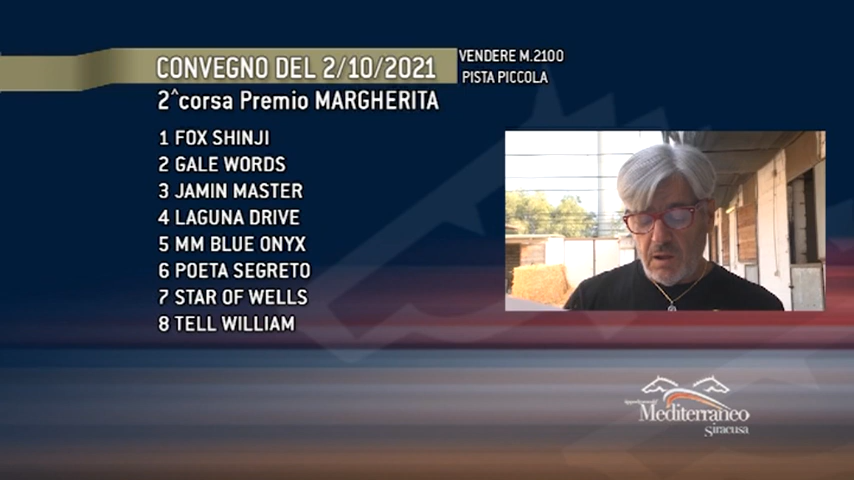 CONVEGNO DEL 2/10/2021
VENDERE M.2100
PISTA PICCOLA
2^corsa Premio MARGHERITA
1 FOX SHINJI
2 GALE WORDS
3 JAMIN MASTER
4 LAGUNA DRIVE
5 MM BLUE ONYX
6 POETA SEGRETO
7 STAR OF WELLS
8 TELL WILLIAM
Mediterraneo
Siracusa